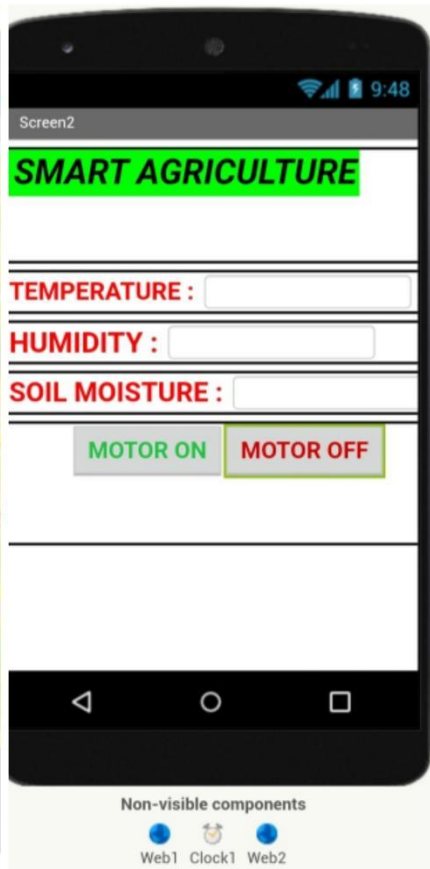 9:48
Screen2
SMART AGRICULTURE
TEMPERATURE :
HUMIDITY :
SOIL MOISTURE :
MOTOR ON MOTOR OFF
Non-visible components
Web1 Clock1 Web2